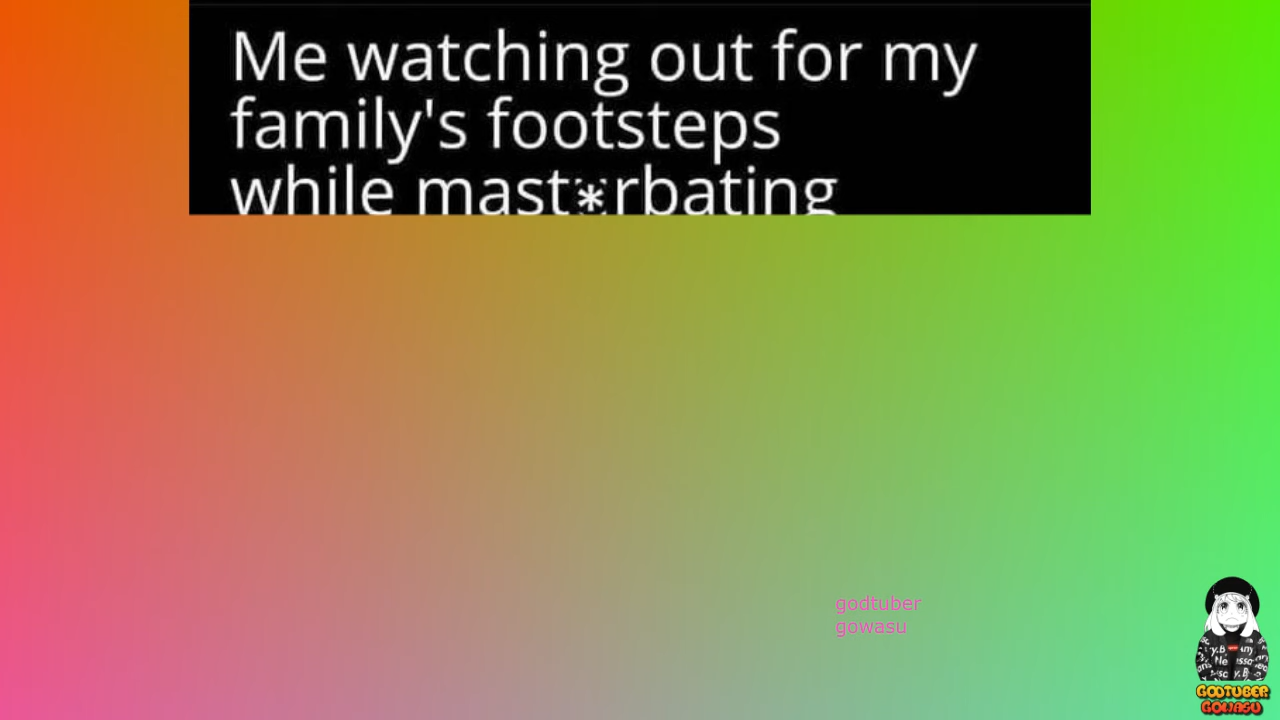 Me watching out for my
family's footsteps
while mast*rbating
godtuber
gowasu
GODTUBER
GOWASU